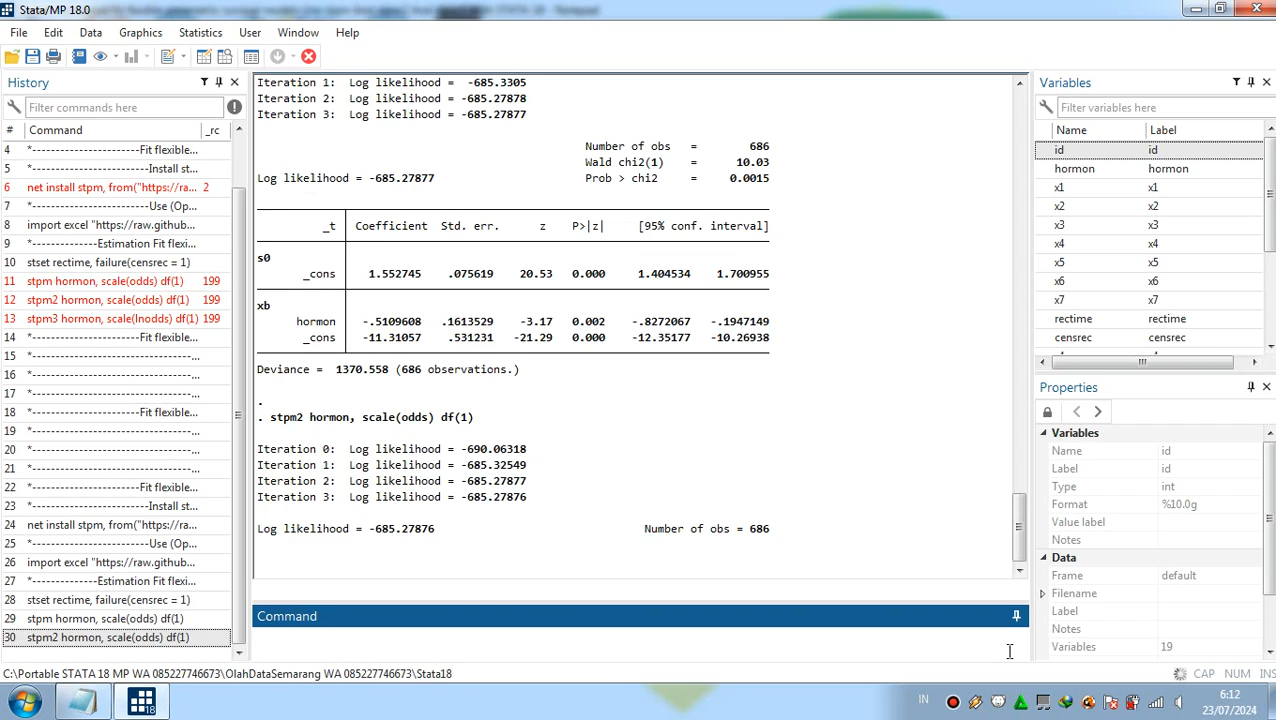 Stata/MP 18.0
File Edit Data Graphics Statistics User Window Help
History
Filter commands here
# Command _rc
4 *-----------------------Fit flexible...
5 *-----------------------Install st...
6 net install stpm, from("https://ra... 2
7 *-----------------------Use (Op...
8 import excel "https://raw.github...
9 *--------------Estimation Fit flexi...
10 stset rectime, failure(censrec = 1)
11 stpm hormon, scale(odds) df(1) 199
12 stpm2 hormon, scale(odds) df(1) 199
13 stpm3 hormon, scale(lnodds) df(1) 199
14 *-----------------------Fit flexible...
15 *-----------------------------------...
16 *-----------------------------------...
17 *-----------------------------------...
18 *-----------------------Fit flexible...
19 *-----------------------------------...
20 *-----------------------------------...
21 *-----------------------------------...
22 *-----------------------Fit flexible...
23 *-----------------------Install st...
24 net install stpm, from("https://ra...
25 *-----------------------Use (Op...
26 import excel "https://raw.github...
27 *--------------Estimation Fit flexi...
28 stset rectime, failure(censrec = 1)
29 stpm hormon, scale(odds) df(1)
30 stpm2 hormon, scale(odds) df(1)
Iteration 1: Log likelihood = -685.3305
Iteration 2: Log likelihood = -685.27878
Iteration 3: Log likelihood = -685.27877
Number of obs = 686
Wald chi2(1) = 10.03
Log likelihood = -685.27877 Prob > chi2 = 0.0015
_t Coefficient Std. err. z P>|z| [95% conf. interval]
s0
_cons 1.552745 .075619 20.53 0.000 1.404534 1.700955
xb
hormon -.5109608 .1613529 -3.17 0.002 -.8272067 -.1947149
_cons -11.31057 .531231 -21.29 0.000 -12.35177 -10.26938
Deviance = 1370.558 (686 observations.)
.
. stpm2 hormon, scale(odds) df(1)
Iteration 0: Log likelihood = -690.06318
Iteration 1: Log likelihood = -685.32549
Iteration 2: Log likelihood = -685.27877
Iteration 3: Log likelihood = -685.27876
Log likelihood = -685.27876 Number of obs = 686
Command
Variables
Filter variables here
Name Label
id id
hormon hormon
x1 x1
x2 x2
x3 x3
x4 x4
x5 x5
x6 x6
x7 x7
rectime rectime
censrec censrec
Properties
Variables
Name id
Label id
Type int
Format %10.0g
Value label
Notes
Data
Frame default
Filename
Label
Notes
Variables 19
C:\Portable STATA 18 MP WA 085227746673\OlahDataSemarang WA 085227746673\Stata18
CAP NUM INS
18
IN
6:12
23/07/2024